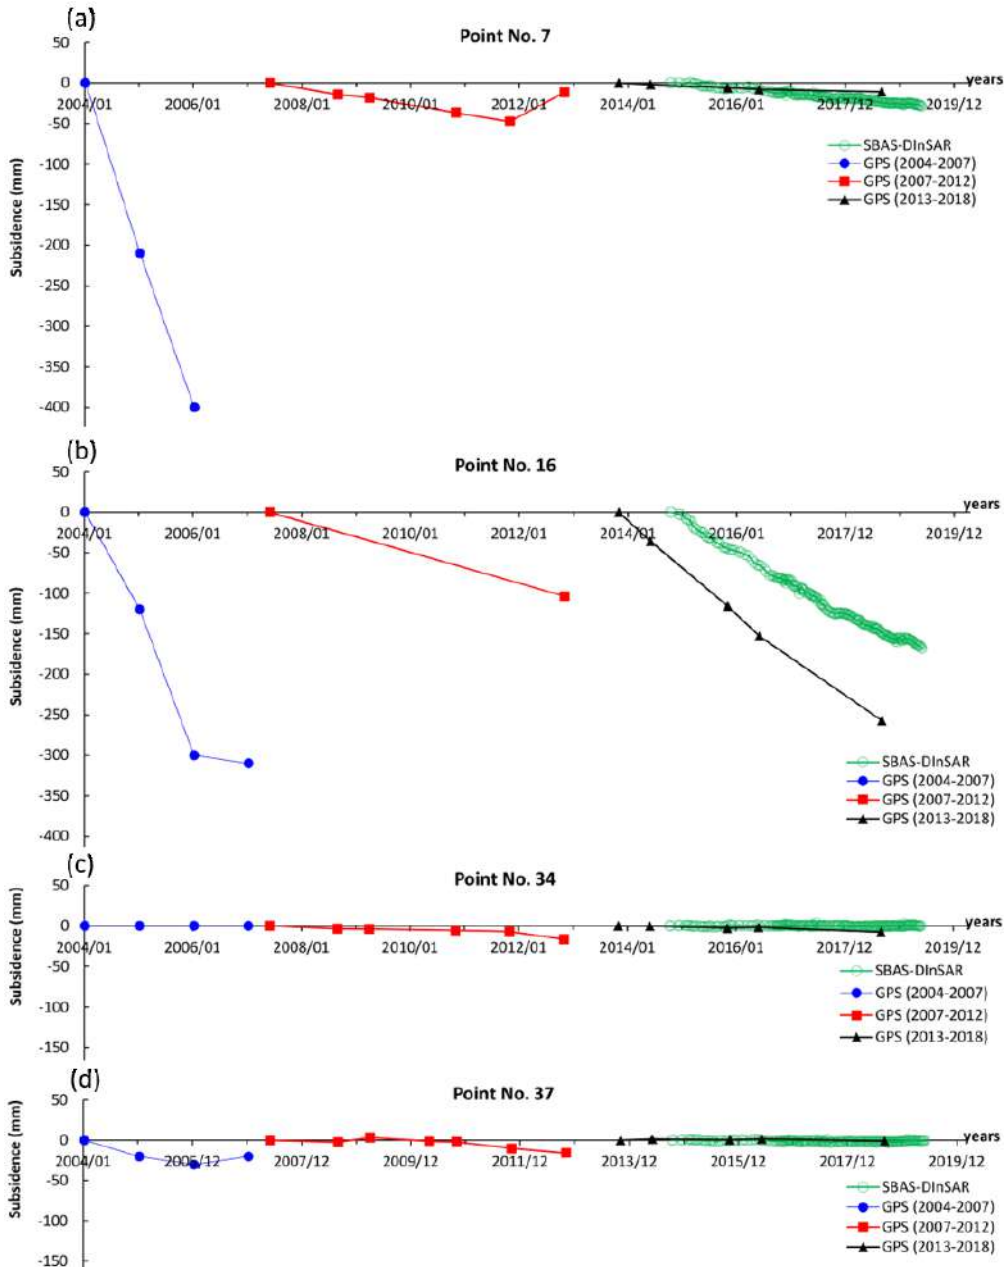 (a)
Point No. 7
50
0
years
2004/01 2006/01 2008/01 2010/01 2012/01 2014/01 2016/01 2017/12 2019/12
-50
-100
-150
-200
-250
-300
-350
-400
Subsidence (mm)
SBAS-DInSAR
GPS (2004-2007)
GPS (2007-2012)
GPS (2013-2018)
(b)
Point No. 16
50
0
years
2004/01 2006/01 2008/01 2010/01 2012/01 2014/01 2016/01 2017/12 2019/12
-50
-100
-150
-200
-250
-300
-350
-400
Subsidence (mm)
SBAS-DInSAR
GPS (2004-2007)
GPS (2007-2012)
GPS (2013-2018)
(c)
Point No. 34
50
0
years
2004/01 2006/01 2008/01 2010/01 2012/01 2014/01 2016/01 2017/12 2019/12
-50
-100
-150
Subsidence (mm)
SBAS-DInSAR
GPS (2004-2007)
GPS (2007-2012)
GPS (2013-2018)
(d)
Point No. 37
50
0
years
2004/01 2005/12 2007/12 2009/12 2011/12 2013/12 2015/12 2017/12 2019/12
-50
-100
-150
Subsidence (mm)
SBAS-DInSAR
GPS (2004-2007)
GPS (2007-2012)
GPS (2013-2018)